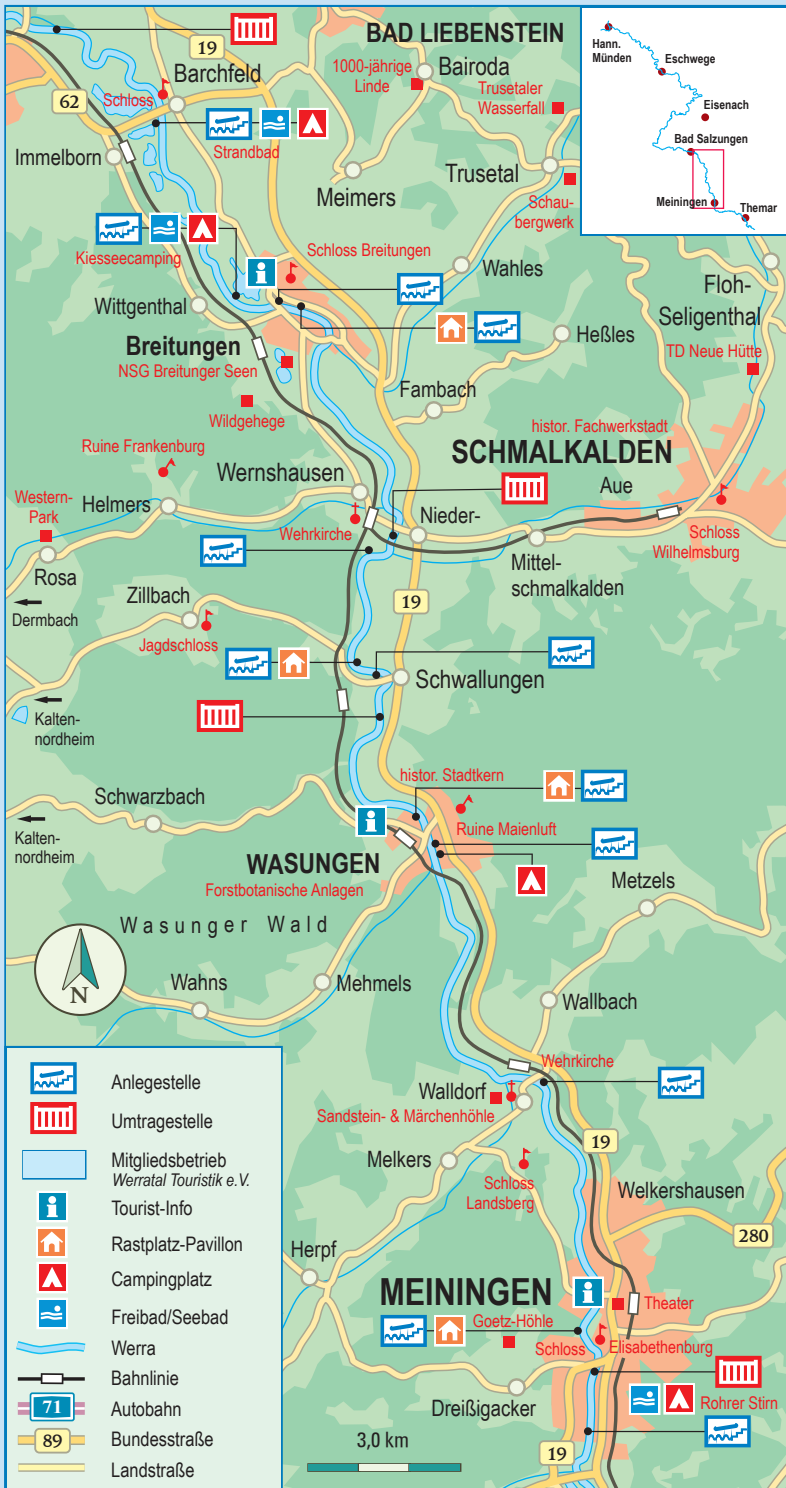 19
BAD LIEBENSTEIN
Barchfeld
1000-jährige
Linde
Bairoda
Trusetaler
Wasserfall
Hann.
Münden
Eschwege
Eisenach
Bad Salzungen
Meiningen
Themar
62
Schloss
Immelborn
Strandbad
Meimers
Trusetal
Schau-
bergwerk
Kiesseecamping
Schloss Breitungen
Wahles
Floh-
Seligenthal
TD Neue Hütte
Wittgenthal
Breitungen
NSG Breitunger Seen
Heßles
Wildgehege
Fambach
histor. Fachwerkstadt
SCHMALKALDEN
Ruine Frankenburg
Wernshausen
Aue
Western-
Park
Helmers
Wehrkirche
Nieder-
Schloss
Wilhelmsburg
Mittel-
schmalkalden
Rosa
Dermbach
Zillbach
19
Jagdschloss
Schwallungen
Kalten-
nordheim
histor. Stadtkern
Schwarzbach
Ruine Maienluft
Kalten-
nordheim
WASUNGEN
Forstbotanische Anlagen
Metzels
Wasunger Wald
N
Wahns
Mehmels
Wallbach
Wehrkirche
Walldorf
Sandstein- & Märchenhöhle
19
Melkers
Schloss
Landsberg
Welkershausen
280
Herpf
MEININGEN
Theater
Goetz-Höhle
Schloss
Elisabethenburg
Dreißigacker
Rohrer Stirn
19
3,0 km
Anlegestelle
Umtragestelle
Mitgliedsbetrieb
Werratal Touristik e.V.
Tourist-Info
Rastplatz-Pavillon
Campingplatz
Freibad/Seebad
Werra
Bahnlinie
71 Autobahn
89 Bundesstraße
Landstraße